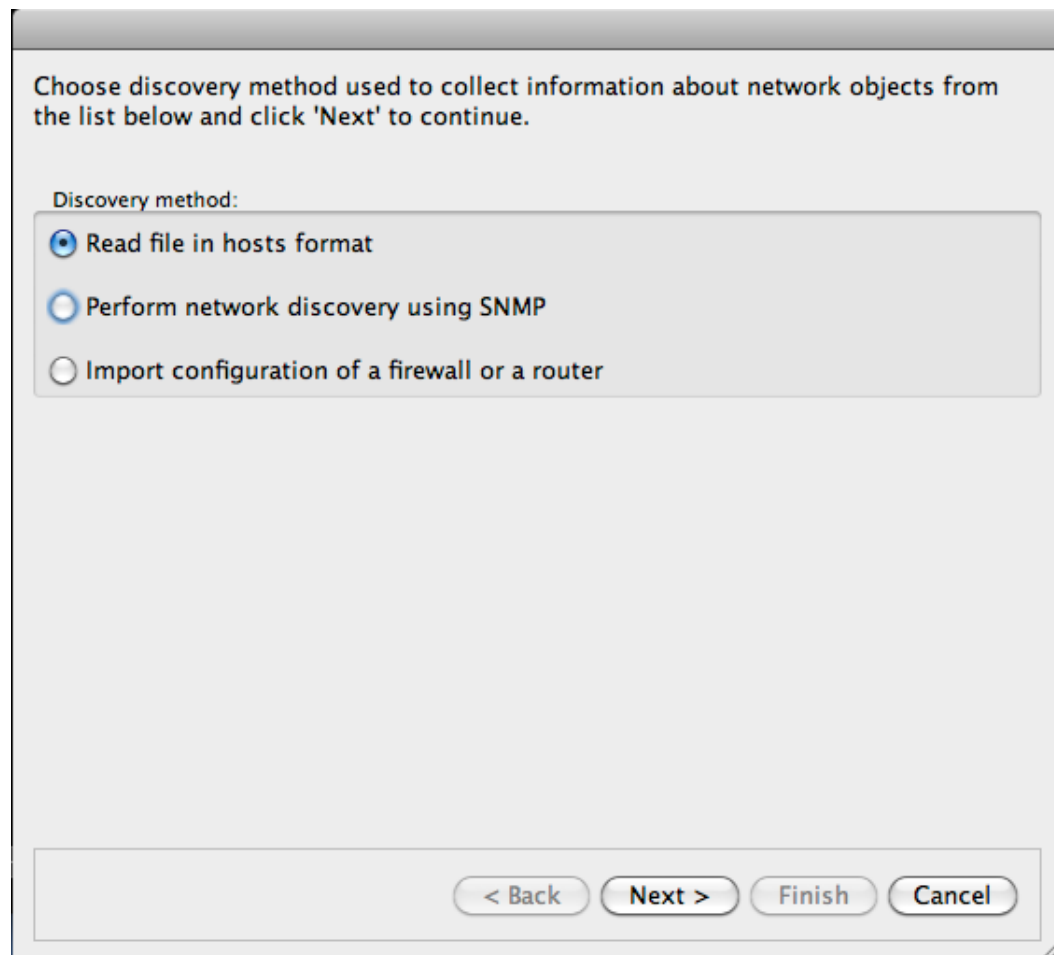 Choose discovery method used to collect information about network objects from
the list below and click 'Next' to continue.
Discovery method:
Read file in hosts format
Perform network discovery using SNMP
Import configuration of a firewall or a router
< Back Next > Finish Cancel